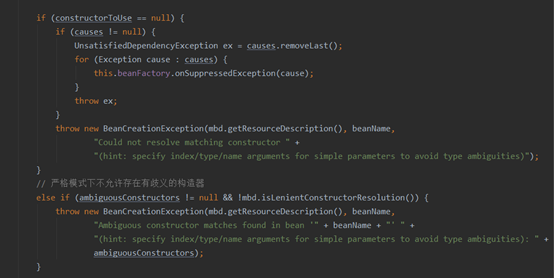 if (constructorToUse == null) {
if (causes != null) {
UnsatisfiedDependencyException ex = causes.removeLast();
for (Exception cause : causes) {
this.beanFactory.onSuppressedException(cause);
}
throw ex;
}
throw new BeanCreationException(mbd.getResourceDescription(), beanName,
"Could not resolve matching constructor " +
"(hint: specify index/type/name arguments for simple parameters to avoid type ambiguities)");
}
// 严格模式下不允许存在有歧义的构造器
else if (ambiguousConstructors != null && !mbd.isLenientConstructorResolution()) {
throw new BeanCreationException(mbd.getResourceDescription(), beanName,
"Ambiguous constructor matches found in bean '" + beanName + "' " +
"(hint: specify index/type/name arguments for simple parameters to avoid type ambiguities): " +
ambiguousConstructors);
}